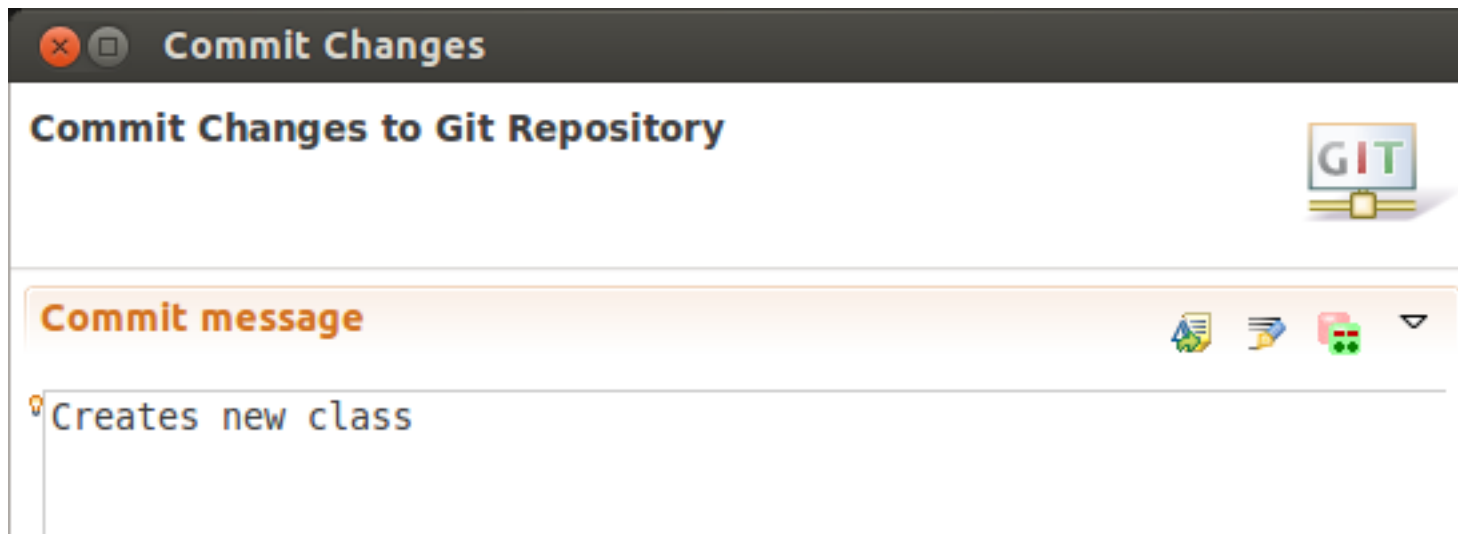 Commit Changes
Commit Changes to Git Repository
GIT
Commit message
Creates new class